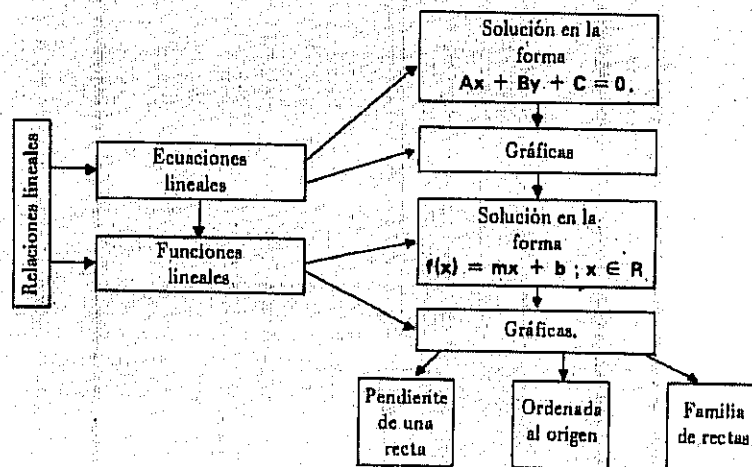 Solución en la
forma
Ax + By + C = 0.
Relaciones lineales
Ecuaciones
lineales
Gráficas
Solución en la
forma
f(x) = mx + b ; x ∈ R
Funciones
lineales
Gráficas.
Pendiente
de una
recta
Ordenada
al origen
Familia
de rectas